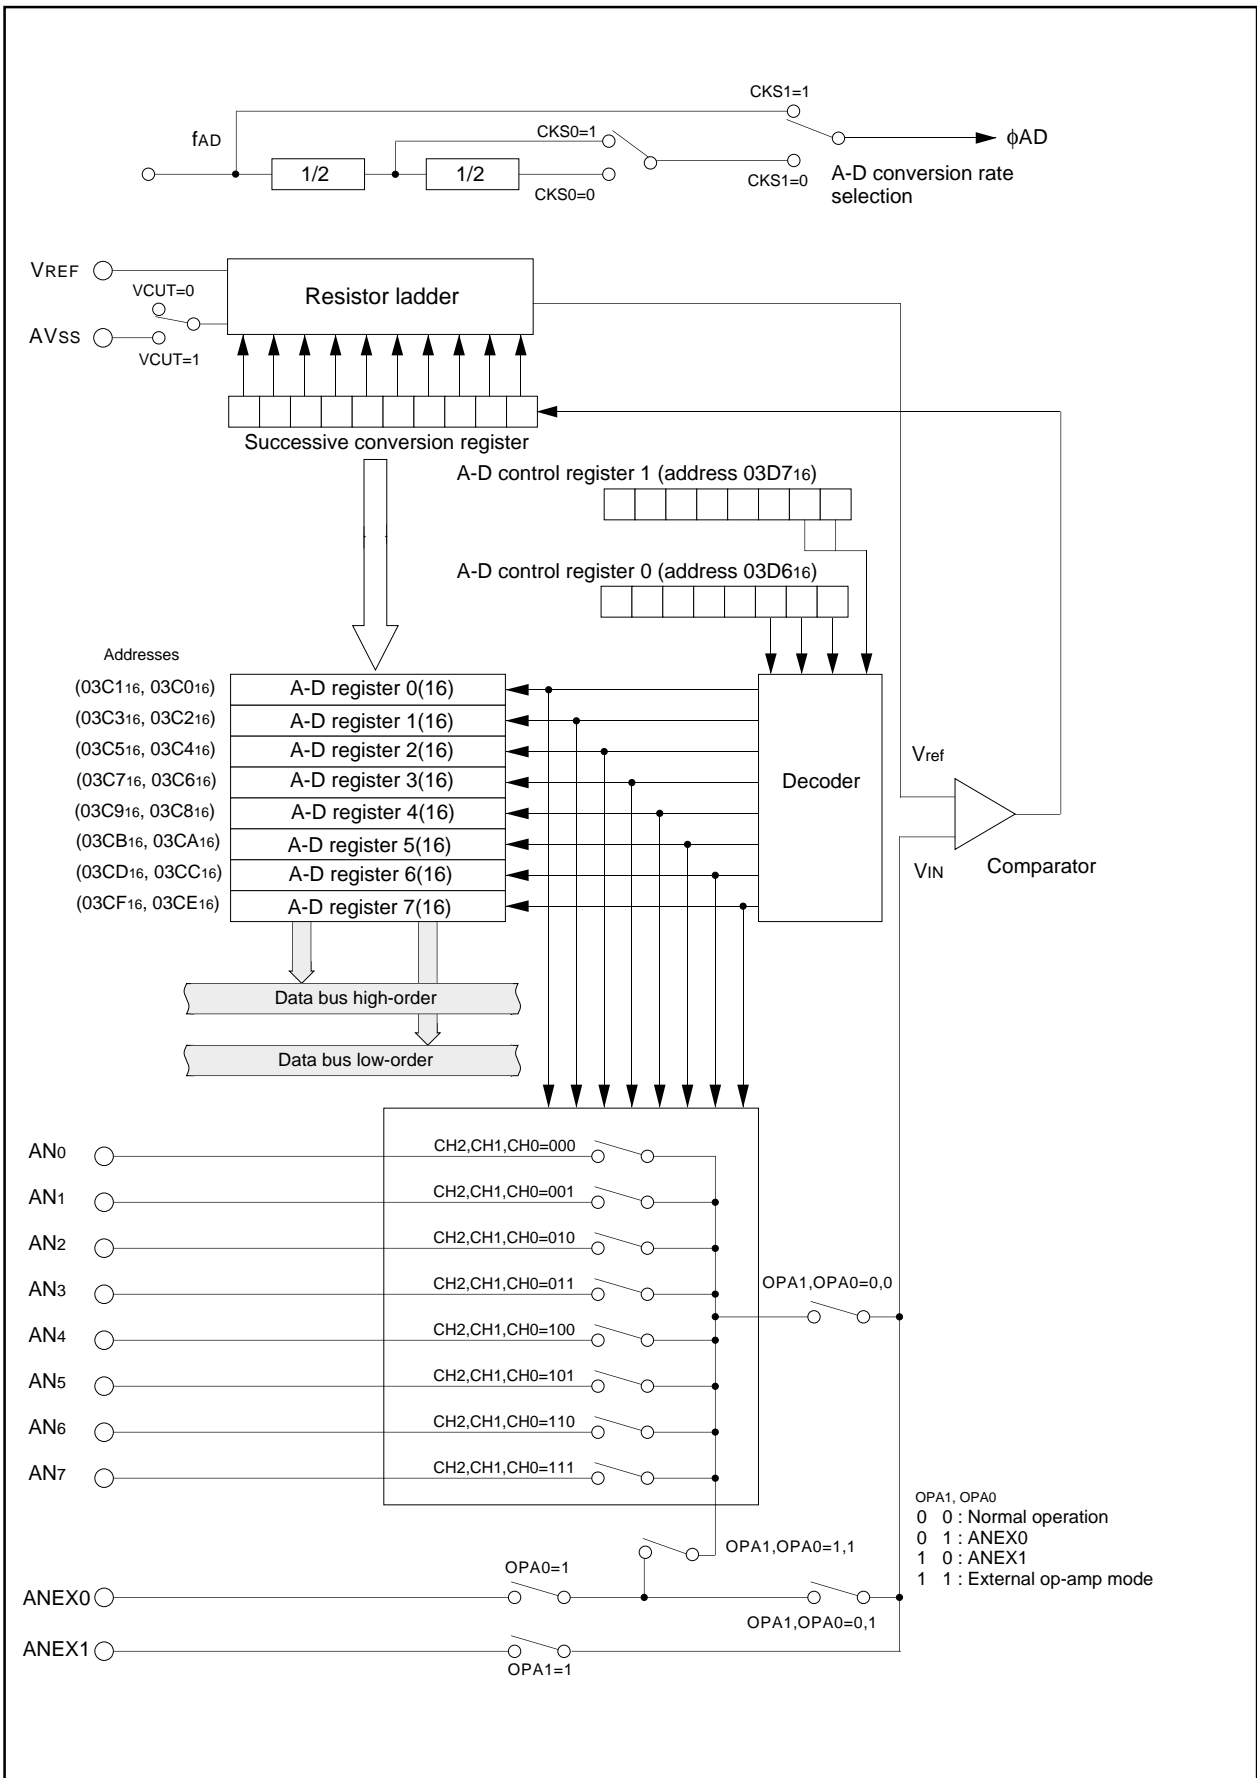 CKS1=1
fAD
CKS0=1
φAD
1/2
1/2
CKS0=0
CKS1=0
A-D conversion rate
selection
VREF
VCUT=0
Resistor ladder
AVSS
VCUT=1
Successive conversion register
A-D control register 1 (address 03D716)
A-D control register 0 (address 03D616)
Addresses
(03C116, 03C016)
A-D register 0(16)
(03C316, 03C216)
A-D register 1(16)
(03C516, 03C416)
A-D register 2(16)
Vref
(03C716, 03C616)
A-D register 3(16)
Decoder
(03C916, 03C816)
A-D register 4(16)
(03CB16, 03CA16)
A-D register 5(16)
(03CD16, 03CC16)
A-D register 6(16)
VIN
Comparator
(03CF16, 03CE16)
A-D register 7(16)
Data bus high-order
Data bus low-order
AN0
CH2,CH1,CH0=000
AN1
CH2,CH1,CH0=001
AN2
CH2,CH1,CH0=010
AN3
CH2,CH1,CH0=011
OPA1,OPA0=0,0
AN4
CH2,CH1,CH0=100
AN5
CH2,CH1,CH0=101
AN6
CH2,CH1,CH0=110
AN7
CH2,CH1,CH0=111
OPA1, OPA0
0 0 : Normal operation
0 1 : ANEX0
1 0 : ANEX1
1 1 : External op-amp mode
OPA1,OPA0=1,1
OPA0=1
ANEX0
OPA1,OPA0=0,1
ANEX1
OPA1=1